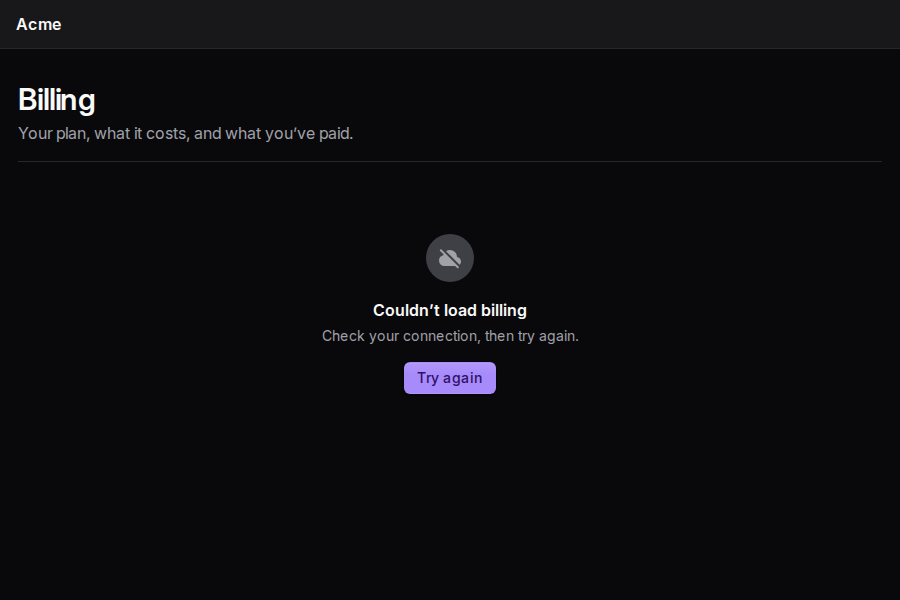 Acme
Billing
Your plan, what it costs, and what you’ve paid.
Couldn’t load billing
Check your connection, then try again.
Try again